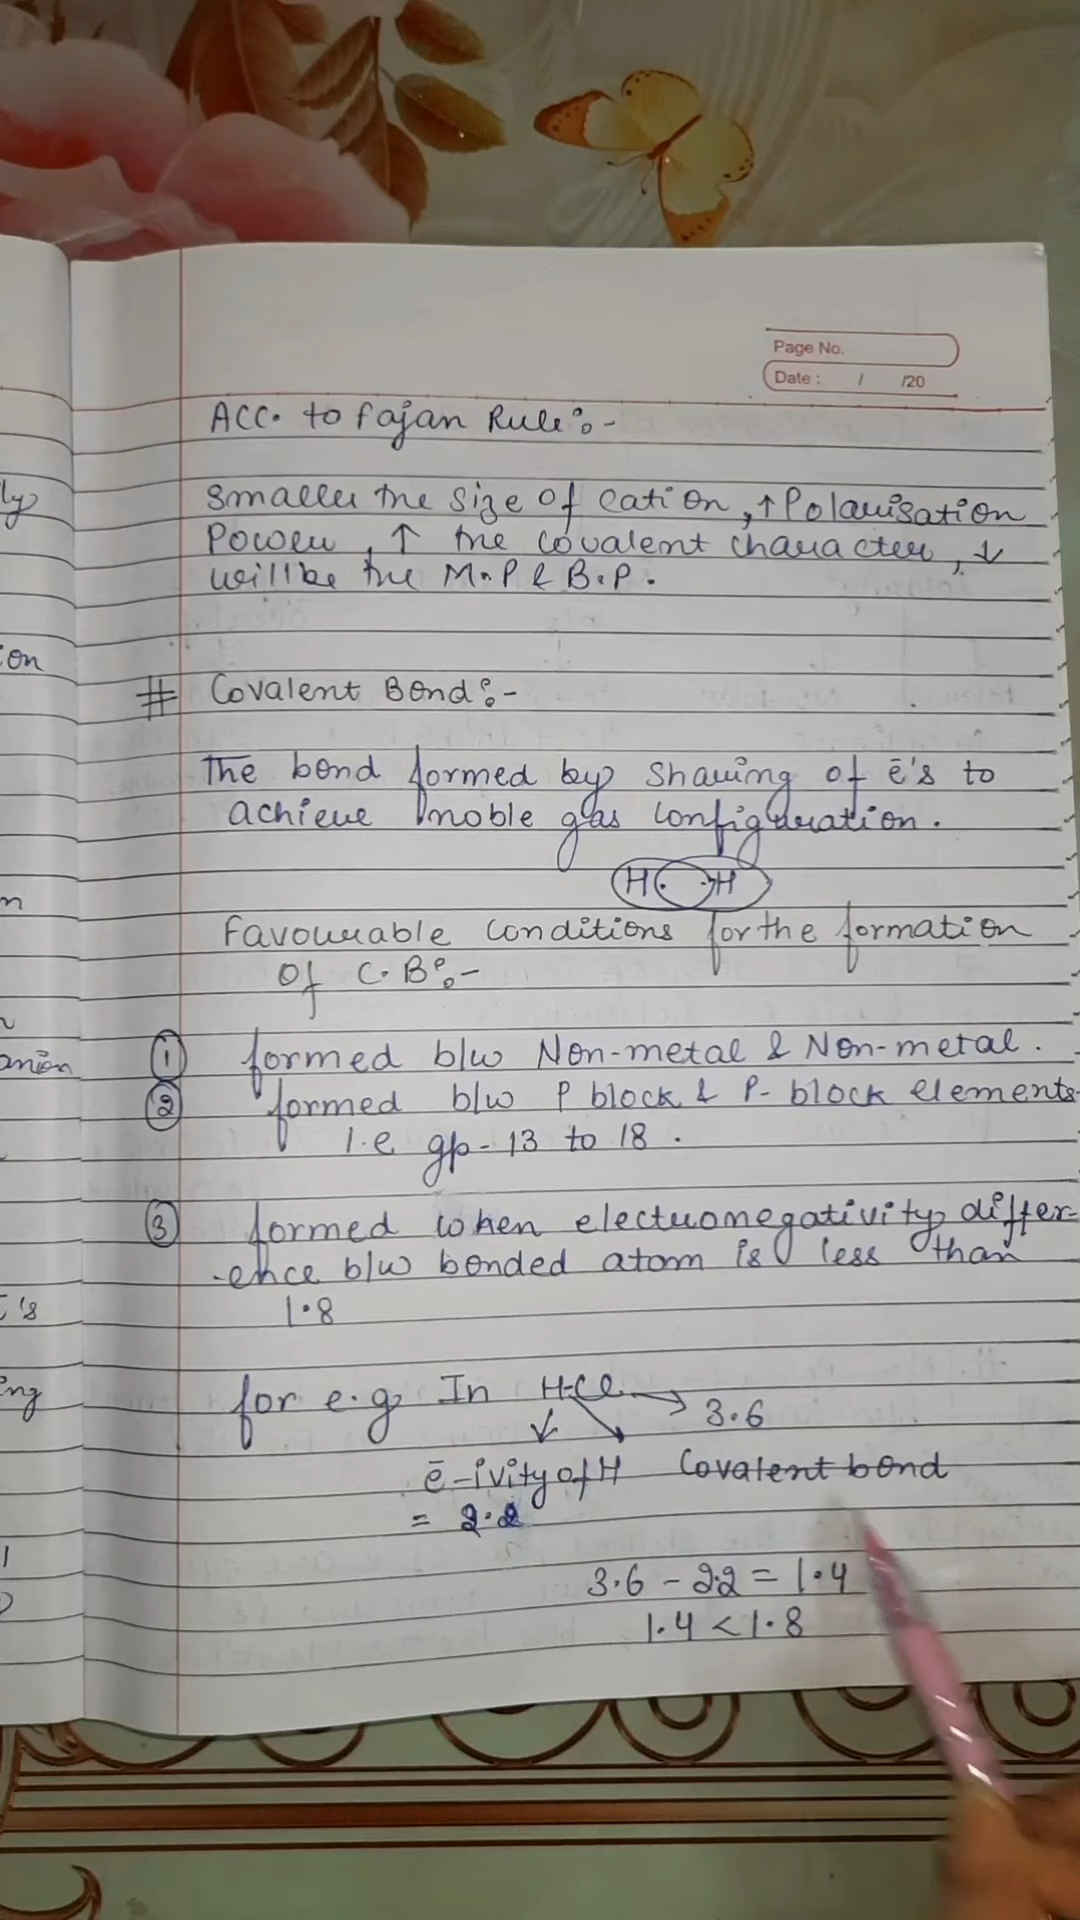 Page No.
Date : / /20
Acc. to fajan Rule:-
Smaller the size of cation, ↑ Polarisation
Power, ↑ the covalent character, ↓
will be the M.P & B.P.
# Covalent Bond:-
The bond formed by sharing of ē's to
achieve noble gas configuration.
H H
Favourable conditions for the formation
of C.B:-
① formed b/w Non-metal & Non-metal.
② formed b/w P block & P-block elements
i.e gp-13 to 18.
③ formed when electronegativity differ-
-ence b/w bonded atom is less than
1.8
for e.g In H-Cl → 3.6
ē-ivity of H Covalent bond
= 2.2
3.6 - 2.2 = 1.4
1.4 < 1.8
ly
on
n
anion
's
ng